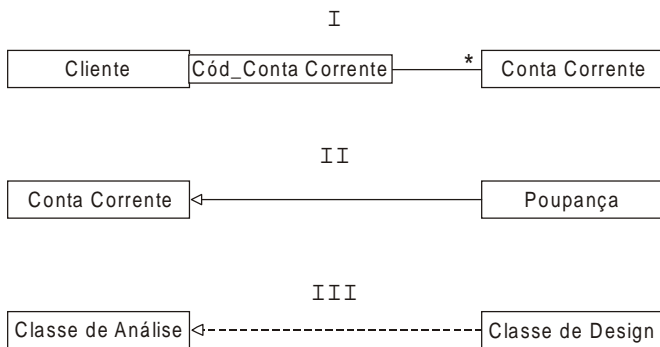 I
Cliente Cód_Conta Corrente * Conta Corrente
II
Conta Corrente Poupança
III
Classe de Análise Classe de Design